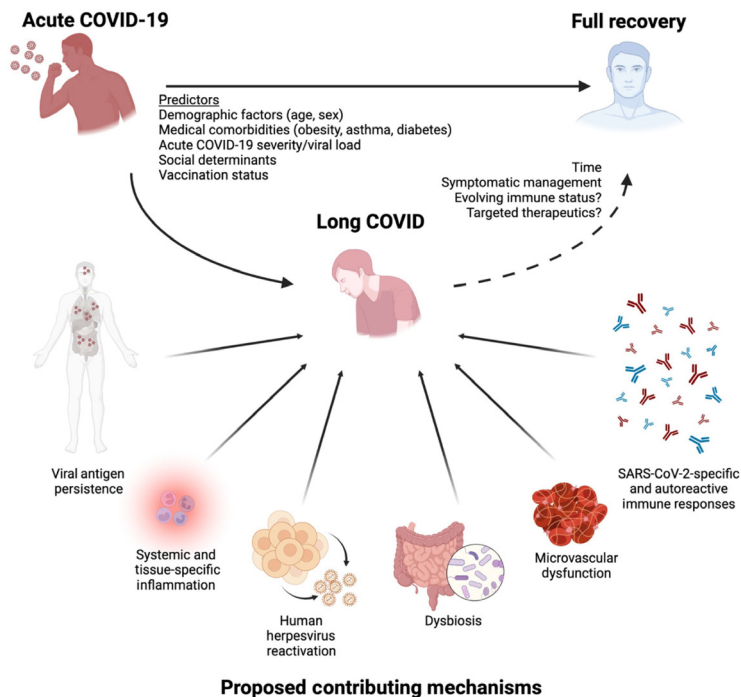 Acute COVID-19
Full recovery
Predictors
Demographic factors (age, sex)
Medical comorbidities (obesity, asthma, diabetes)
Acute COVID-19 severity/viral load
Social determinants
Vaccination status
Time
Symptomatic management
Evolving immune status?
Targeted therapeutics?
Long COVID
Viral antigen
persistence
Systemic and
tissue-specific
inflammation
Human
herpesvirus
reactivation
Dysbiosis
Microvascular
dysfunction
SARS-CoV-2-specific
and autoreactive
immune responses
Proposed contributing mechanisms